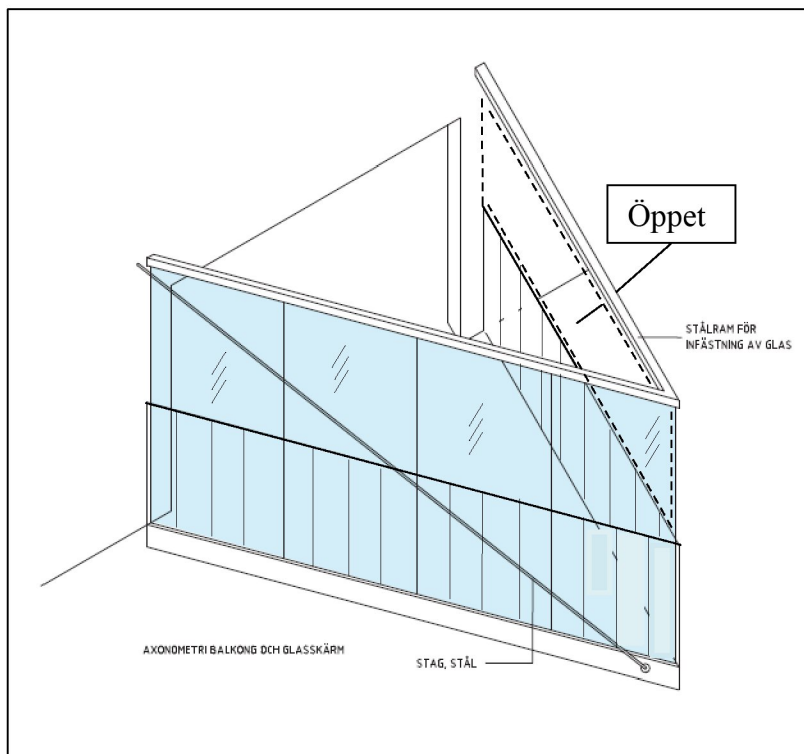 Öppet
STÅLRAM FÖR
INFÄSTNING AV GLAS
AXONOMETRI BALKONG OCH GLASSKÄRM
STAG, STÅL